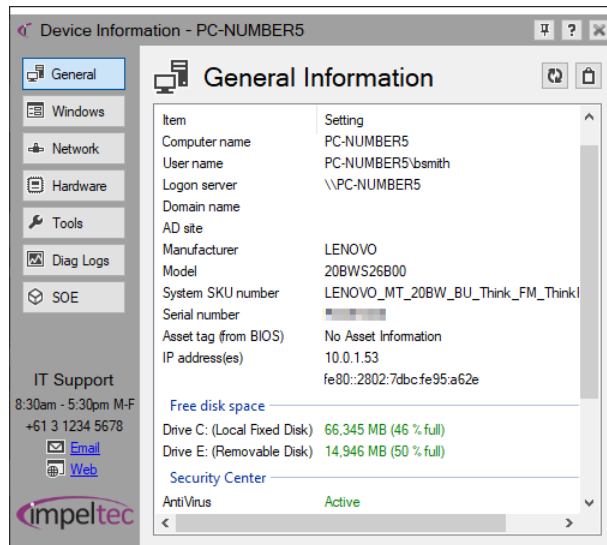 Device Information - PC-NUMBER5
?
General
Windows
Network
Hardware
Tools
Diag Logs
SOE
IT Support
8:30am - 5:30pm M-F
+61 3 1234 5678
Email
Web
impeltec
General Information
Item Setting
Computer name PC-NUMBER5
User name PC-NUMBER5\bsmith
Logon server \\PC-NUMBER5
Domain name
AD site
Manufacturer LENOVO
Model 20BWS26B00
System SKU number LENOVO_MT_20BW_BU_Think_FM_Think
Serial number
Asset tag (from BIOS) No Asset Information
IP address(es) 10.0.1.53
fe80::2802:7dbc:fe95:a62e
Free disk space
Drive C: (Local Fixed Disk) 66,345 MB (46 % full)
Drive E: (Removable Disk) 14,946 MB (50 % full)
Security Center
AntiVirus Active